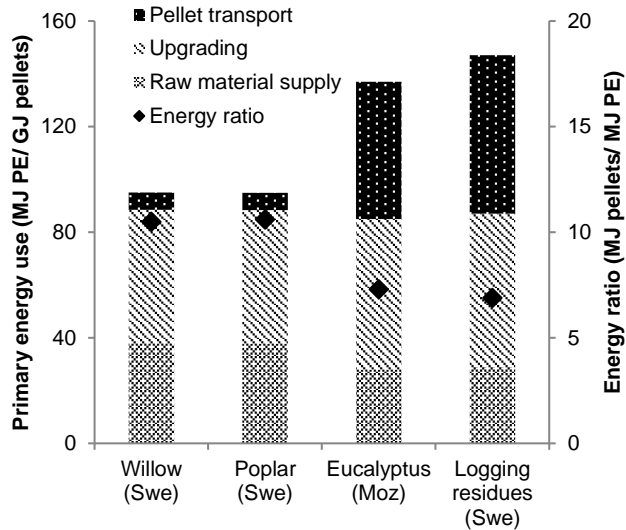 Primary energy use (MJ PE/ GJ pellets)
160
120
80
40
0
Pellet transport
Upgrading
Raw material supply
Energy ratio
20
15
10
5
0
Energy ratio (MJ pellets/ MJ PE)
Willow
(Swe)
Poplar
(Swe)
Eucalyptus
(Moz)
Logging
residues
(Swe)